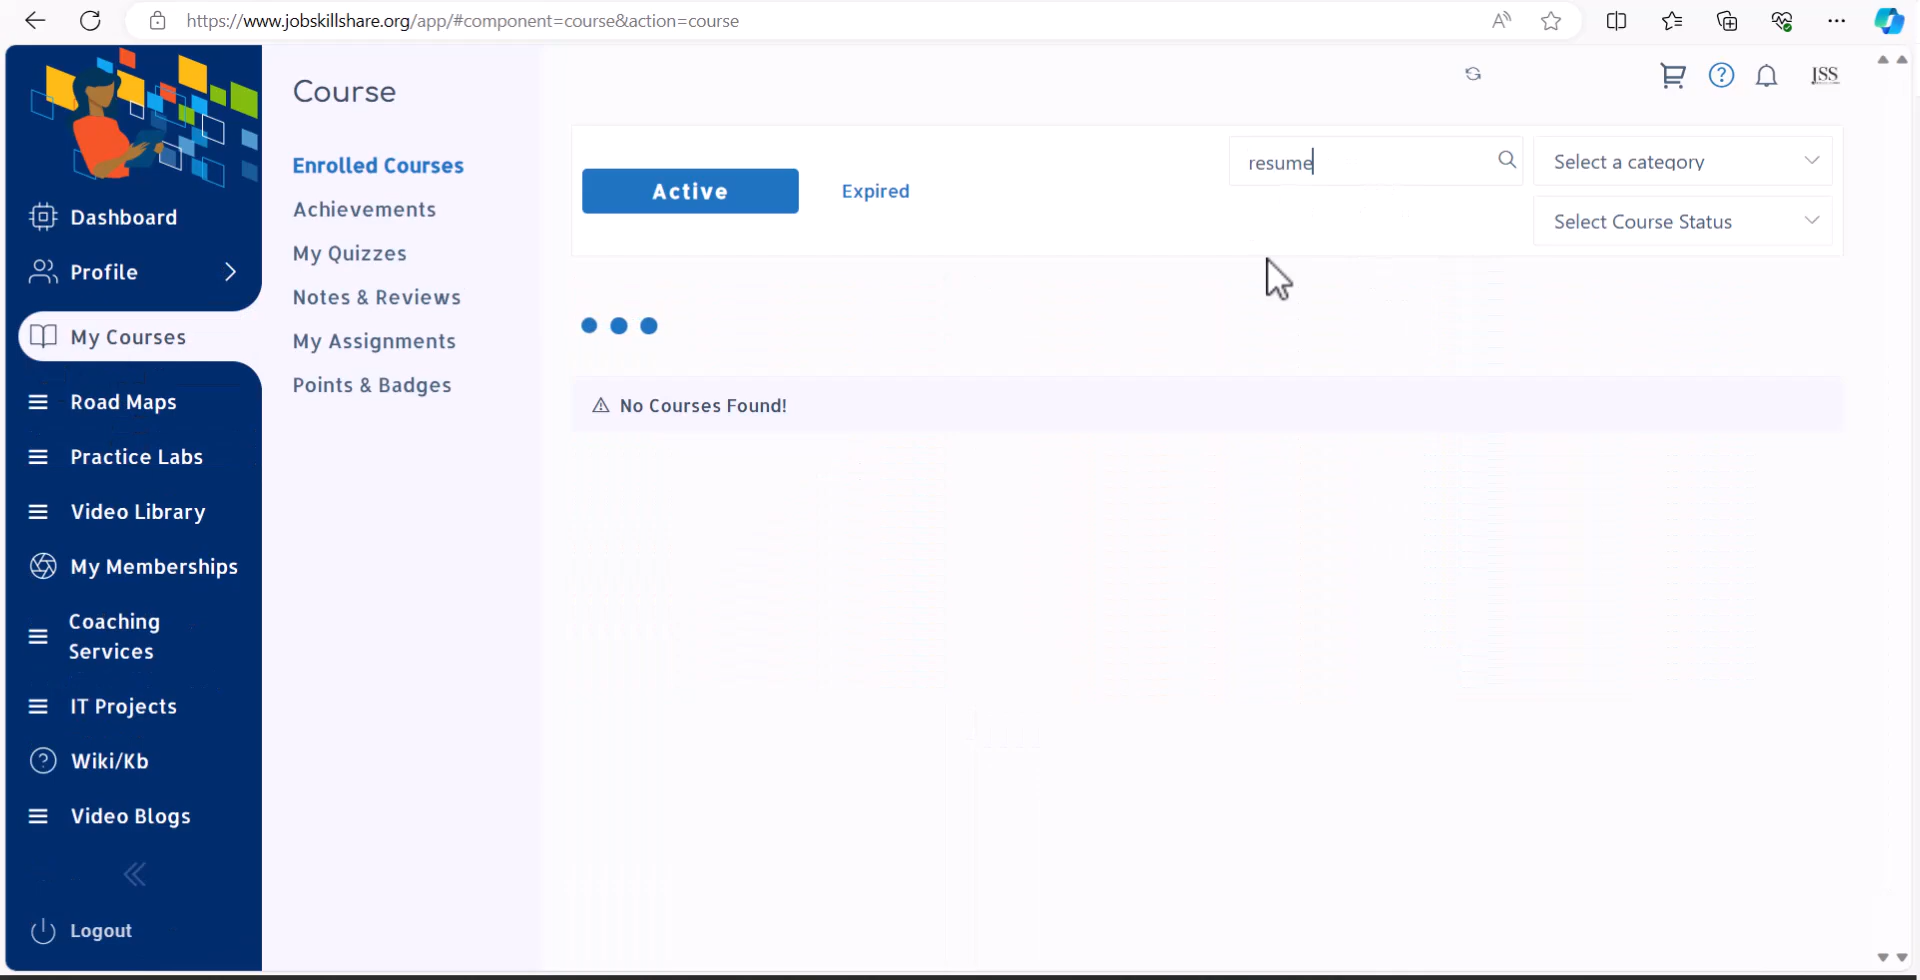 https://www.jobskillshare.org/app/#component=course&action=course
JSS
Dashboard
Profile
My Courses
Road Maps
Practice Labs
Video Library
My Memberships
Coaching
Services
IT Projects
Wiki/Kb
Video Blogs
Logout
Course
Enrolled Courses
Achievements
My Quizzes
Notes & Reviews
My Assignments
Points & Badges
Active
Expired
resume
Select a category
Select Course Status
No Courses Found!